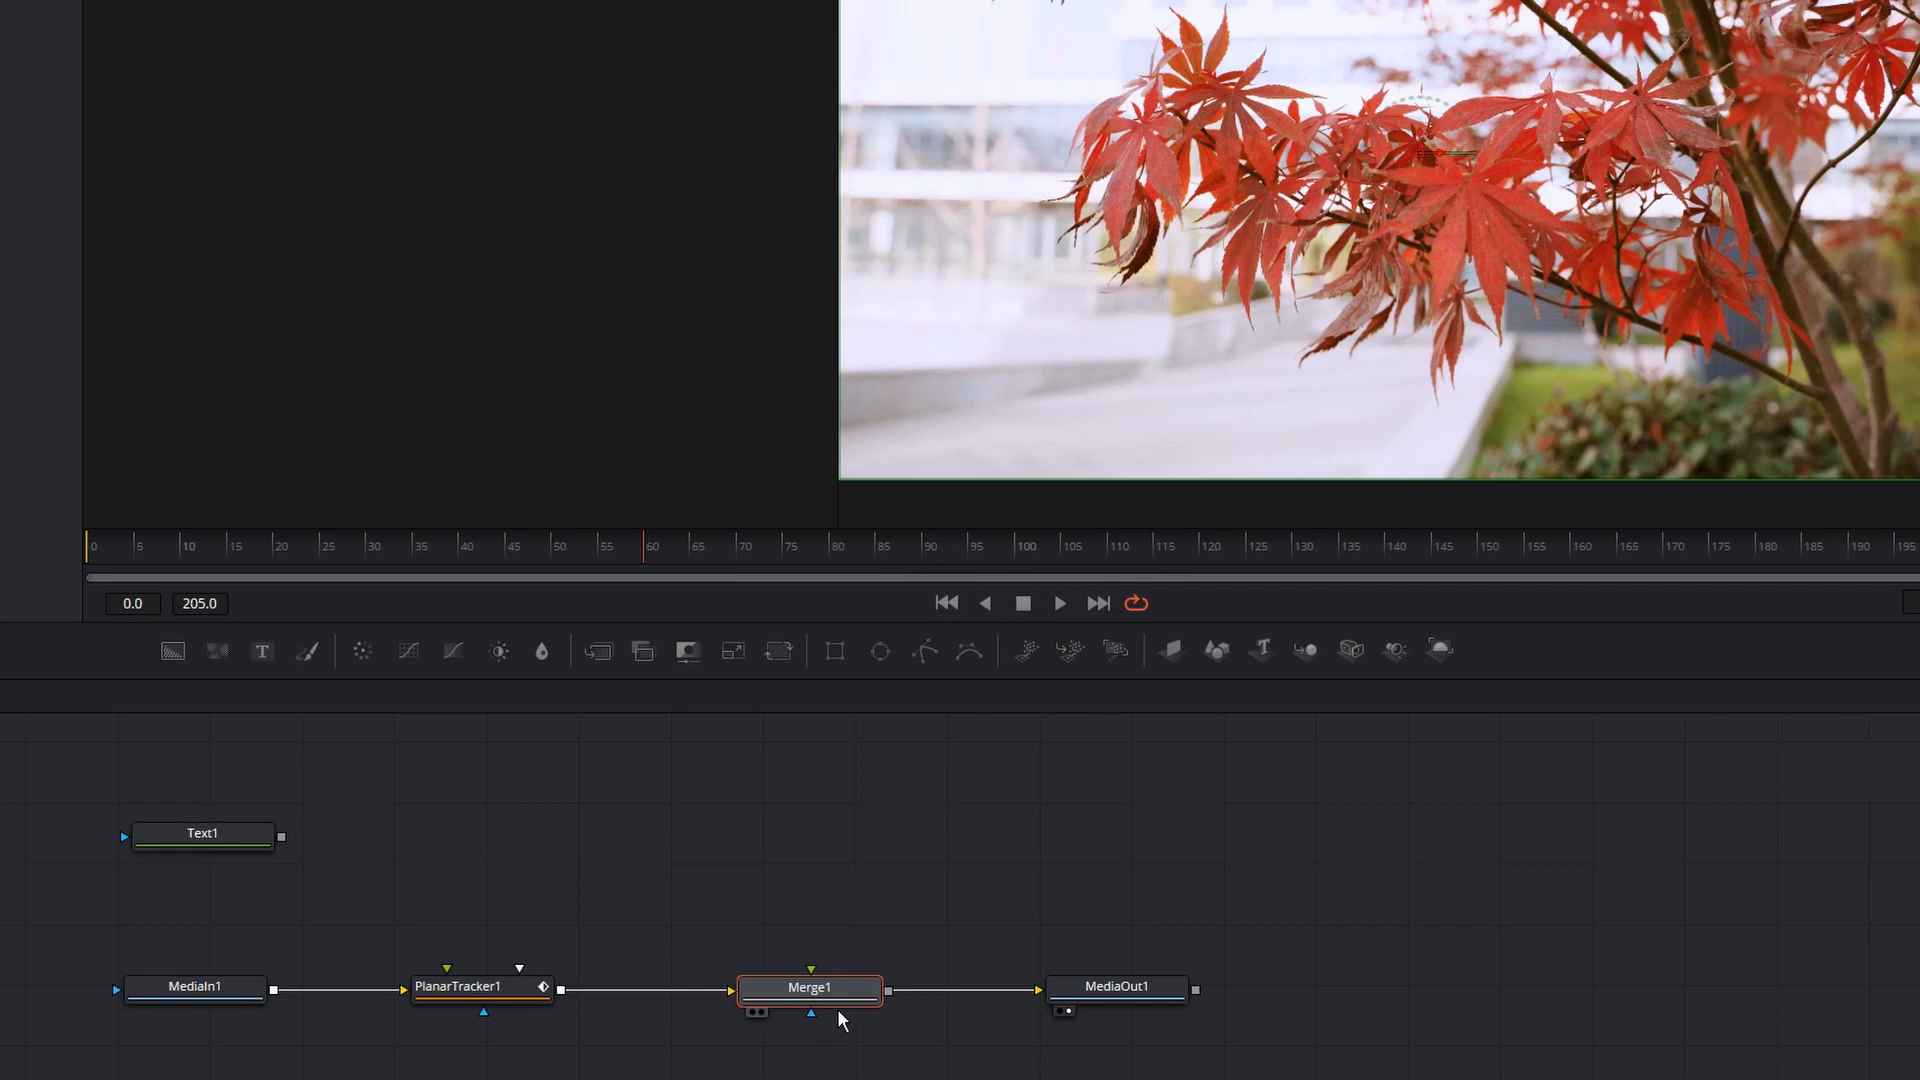 0 5 10 15 20 25 30 35 40 45 50 55 60 65 70 75 80 85 90 95 100 105 110 115 120 125 130 135 140 145 150 155 160 165 170 175 180 185 190 195
0.0 205.0
T T
Text1
MediaIn1 PlanarTracker1 Merge1 MediaOut1